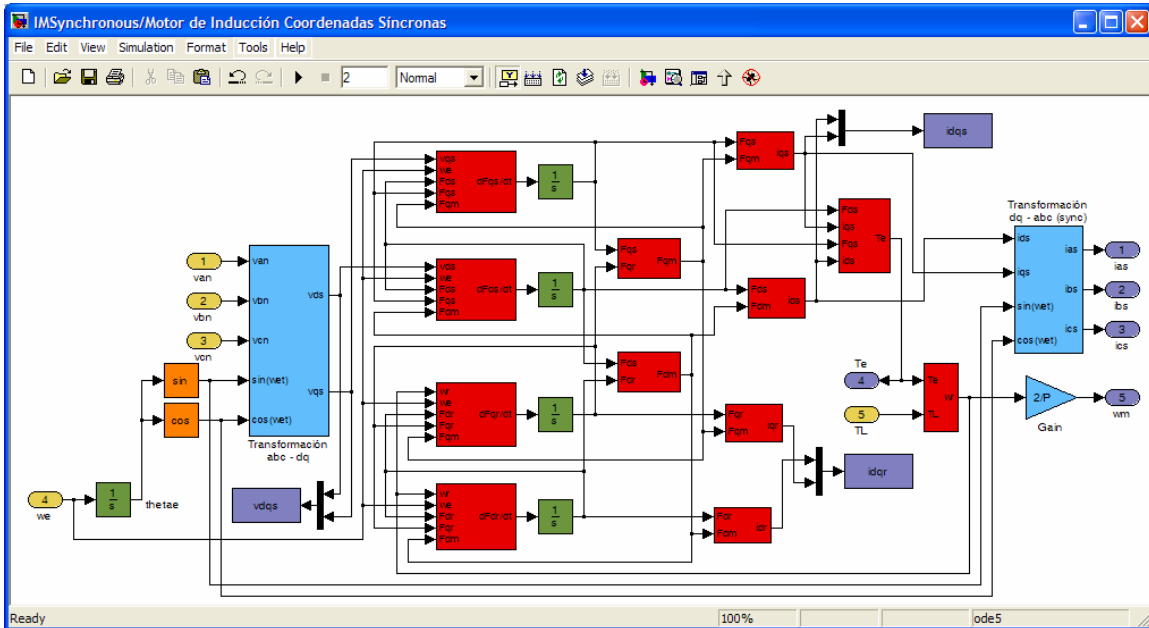 IMSynchronous/Motor de Inducción Coordenadas Síncronas
File Edit View Simulation Format Tools Help
2 Normal
1
van
2
vbn
3
vcn
4
we
1
s
thetae
sin
cos
van
vbn
vcn
sin(wet)
cos(wet)
vds
vqs
Transformación
abc - dq
vdqs
vqs
we
Fds
Fqs
Fqm
dFqs/dt
1
s
vds
we
Fds
Fqs
Fdm
dFds/dt
1
s
wr
we
Fdr
Fqr
Fqm
dFqr/dt
1
s
wr
we
Fdr
Fqr
Fdm
dFdr/dt
1
s
Fqs
Fqr
Fqm
Fds
Fdr
Fdm
Fqs
Fqm
iqs
Fds
Fdm
ids
Fqr
Fqm
iqr
Fdr
Fdm
idr
idqs
Fds
iqs
Fqs
ids
Te
idqr
Te
4
5
TL
Te
TL
wr
Transformación
dq - abc (sync)
ids
iqs
sin(wet)
cos(wet)
ias
ibs
ics
1
ias
2
ibs
3
ics
2/P
Gain
5
wm
Ready 100% ode5